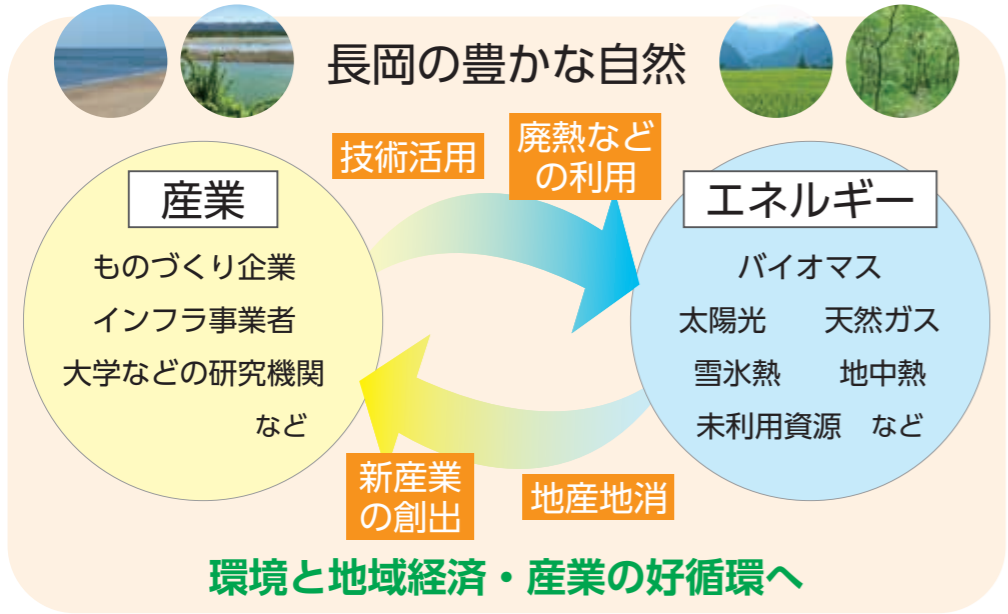 長岡の豊かな自然
技術活用
廃熱など
の利用
産業
ものづくり企業
インフラ事業者
大学などの研究機関
など
エネルギー
バイオマス
太陽光　天然ガス
雪氷熱　地中熱
未利用資源　など
新産業
の創出
地産地消
環境と地域経済・産業の好循環へ